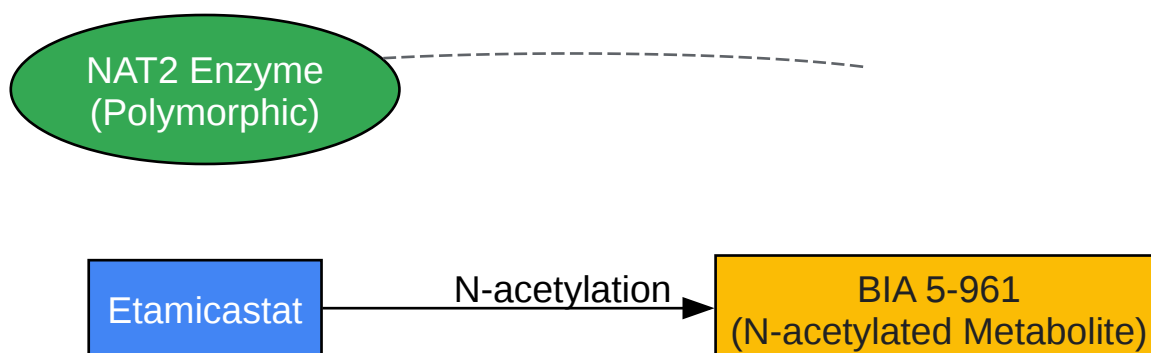 NAT2 Enzyme
(Polymorphic)
Etamicastat
N-acetylation
BIA 5-961
(N-acetylated Metabolite)